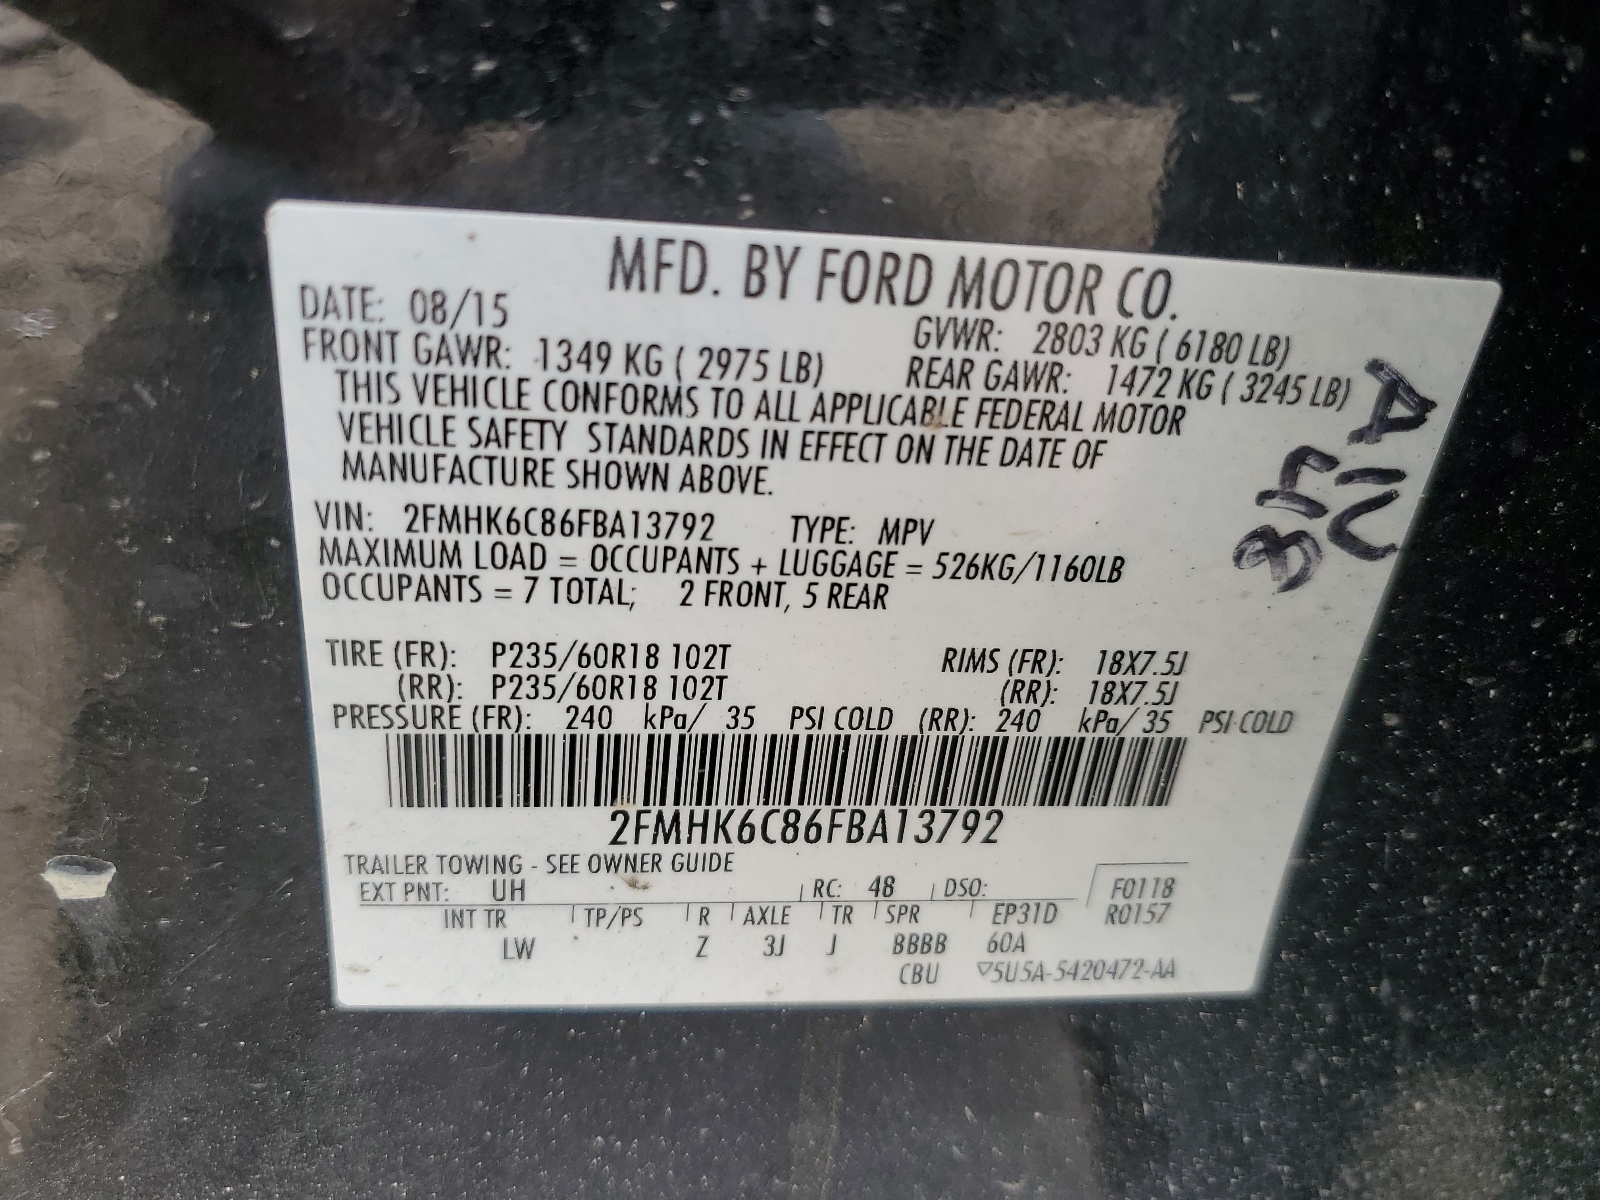 MFD. BY FORD MOTOR CO.
DATE: 08/15
GVWR: 2803 KG ( 6180 LB)
FRONT GAWR: 1349 KG ( 2975 LB)
REAR GAWR: 1472 KG ( 3245 LB)
THIS VEHICLE CONFORMS TO ALL APPLICABLE FEDERAL MOTOR
VEHICLE SAFETY STANDARDS IN EFFECT ON THE DATE OF
MANUFACTURE SHOWN ABOVE.
VIN: 2FMHK6C86FBA13792 TYPE: MPV
MAXIMUM LOAD = OCCUPANTS + LUGGAGE = 526KG/1160LB
OCCUPANTS = 7 TOTAL; 2 FRONT, 5 REAR
TIRE (FR): P235/60R18 102T RIMS (FR): 18X7.5J
(RR): P235/60R18 102T (RR): 18X7.5J
PRESSURE (FR): 240 kPa/ 35 PSI COLD (RR): 240 kPa/ 35 PSI COLD
2FMHK6C86FBA13792
TRAILER TOWING - SEE OWNER GUIDE
EXT PNT: UH RC: 48 DSO: F0118
INT TR TP/PS R AXLE TR SPR EP31D R0157
LW Z 3J J BBBB 60A
CBU 5U5A-5420472-AA